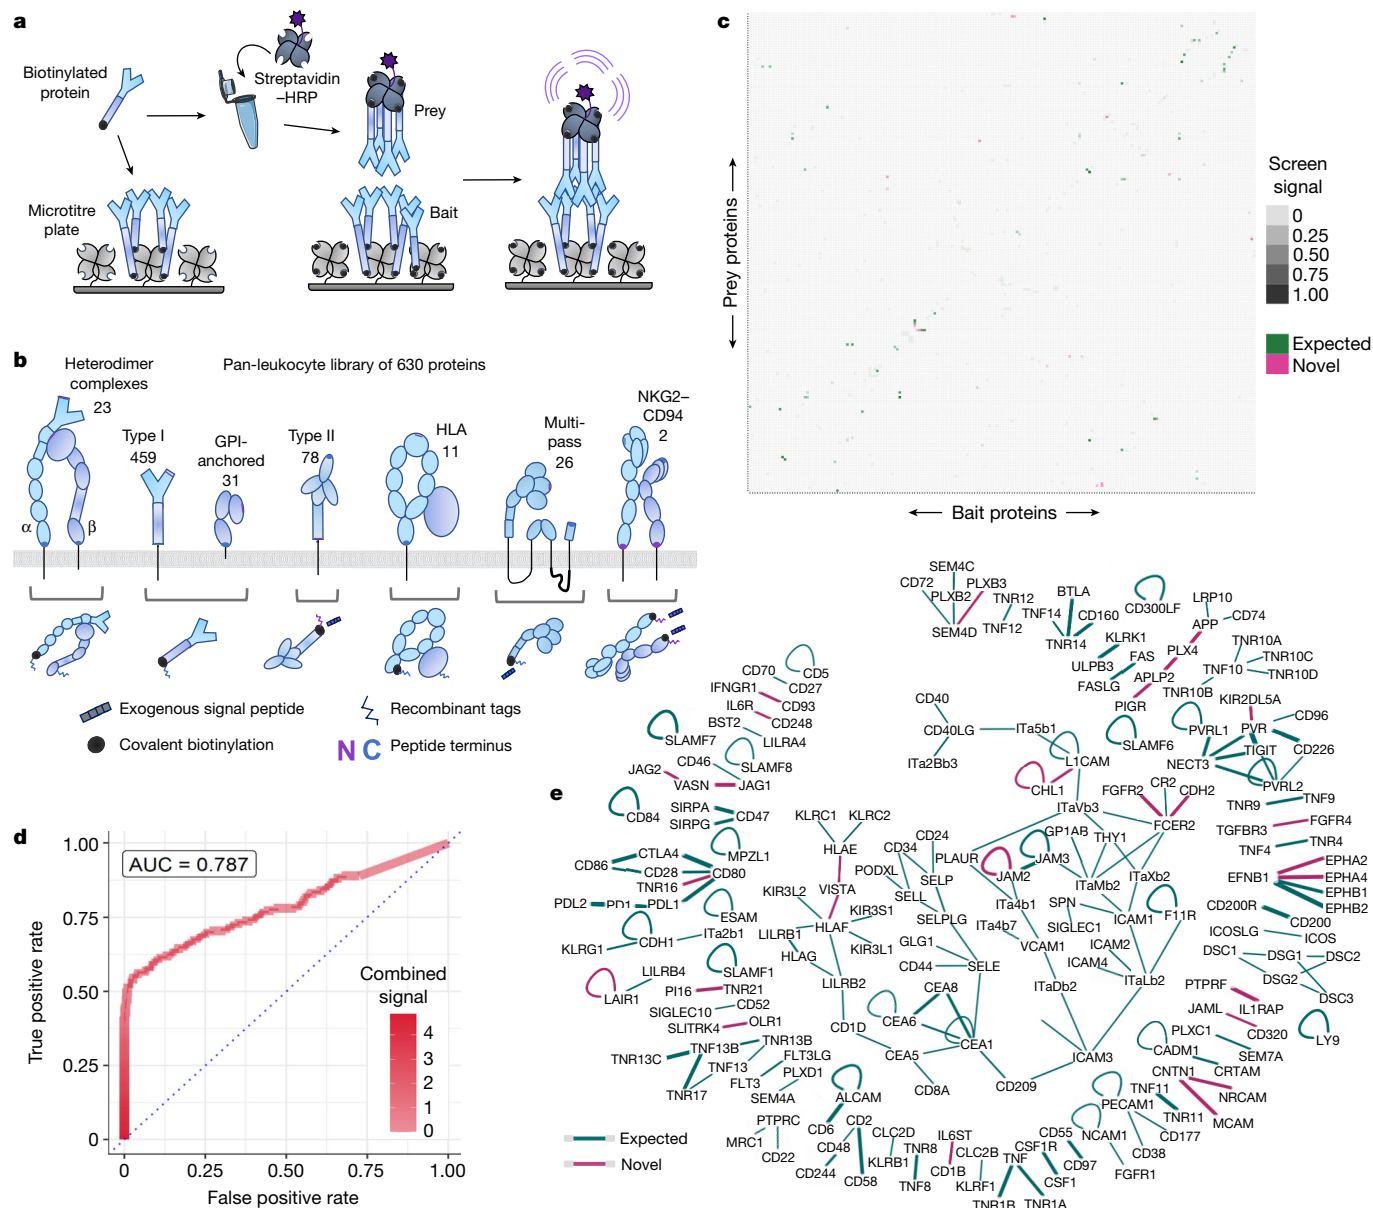 a
Biotinylated
protein
Streptavidin
–HRP
Prey
Microtitre
plate
Bait
b
Heterodimer
complexes
23
Pan-leukocyte library of 630 proteins
Type I
459
GPI-
anchored
31
Type II
78
HLA
11
Multi-
pass
26
NKG2–
CD94
2
α
β
Exogenous signal peptide
Recombinant tags
Covalent biotinylation
N C Peptide terminus
c
Prey proteins
Bait proteins
Screen
signal
0
0.25
0.50
0.75
1.00
Expected
Novel
d
AUC = 0.787
True positive rate
1.00
0.75
0.50
0.25
0
0 0.25 0.50 0.75 1.00
False positive rate
Combined
signal
4
3
2
1
0
e
SEM4C
CD72
PLXB3
PLXB2
SEM4D
TNR12
TNF12
BTLA
TNF14
CD160
TNR14
CD300LF
LRP10
APP
CD74
KLRK1
FAS
PLX4
ULPB3
FASLG
APLP2
PIGR
TNR10A
TNR10C
TNF10
TNR10D
TNR10B
KIR2DL5A
CD70
CD5
CD27
IFNGR1
CD93
IL6R
CD248
BST2
LILRA4
CD40
CD40LG
ITa5b1
ITa2Bb3
L1CAM
CHL1
SLAMF6
PVRL1
PVR
CD96
TIGIT
CD226
NECT3
PVRL2
SLAMF7
CD46
SLAMF8
JAG2
VASN
JAG1
CD84
SIRPA
SIRPG
CD47
KLRC1
KLRC2
HLAE
ITaVb3
FGFR2
CR2
CDH2
FCER2
TNR9
TNF9
TGFBR3
FGFR4
TNF4
TNR4
GP1AB
THY1
CD24
CD34
PLAUR
JAM3
JAM2
MPZL1
CD86
CTLA4
CD28
CD80
TNR16
PDL2
PD1
PDL1
PODXL
SELP
SELL
ITaMb2
ITaXb2
EPHA2
EFNB1
EPHA4
EPHB1
EPHB2
VISTA
KIR3L2
KIR3S1
HLAF
LILRB1
KIR3L1
HLAG
LILRB2
SELPLG
ITa4b1
SPN
ICAM1
F11R
ITa4b7
SIGLEC1
CD200R
CD200
ICOSLG
ICOS
ESAM
CDH1
ITa2b1
KLRG1
GLG1
VCAM1
ICAM2
ICAM4
CD44
SELE
ITaDb2
ITaLb2
DSC1
DSG1
DSC2
DSG2
DSC3
LILRB4
SLAMF1
LAIR1
PI16
TNR21
CEA8
PTPRF
JAML
IL1RAP
CD320
LY9
SIGLEC10
CD52
SLITRK4
OLR1
CD1D
CEA6
CEA1
CEA5
CD8A
CD209
ICAM3
PLXC1
SEM7A
CADM1
CRTAM
TNR13C
TNF13B
TNR13B
TNF13
TNR17
FLT3LG
FLT3
PLXD1
SEM4A
CNTN1
NRCAM
MCAM
TNF11
TNR11
PECAM1
CD177
ALCAM
CD6
PTPRC
MRC1
CD22
CD2
CD48
CD244
CD58
CLC2D
KLRB1
TNR8
TNF8
IL6ST
CD1B
CLC2B
KLRF1
CSF1R
CSF1
TNF
TNR1B
TNR1A
CD55
CD97
NCAM1
CD38
FGFR1
Expected
Novel